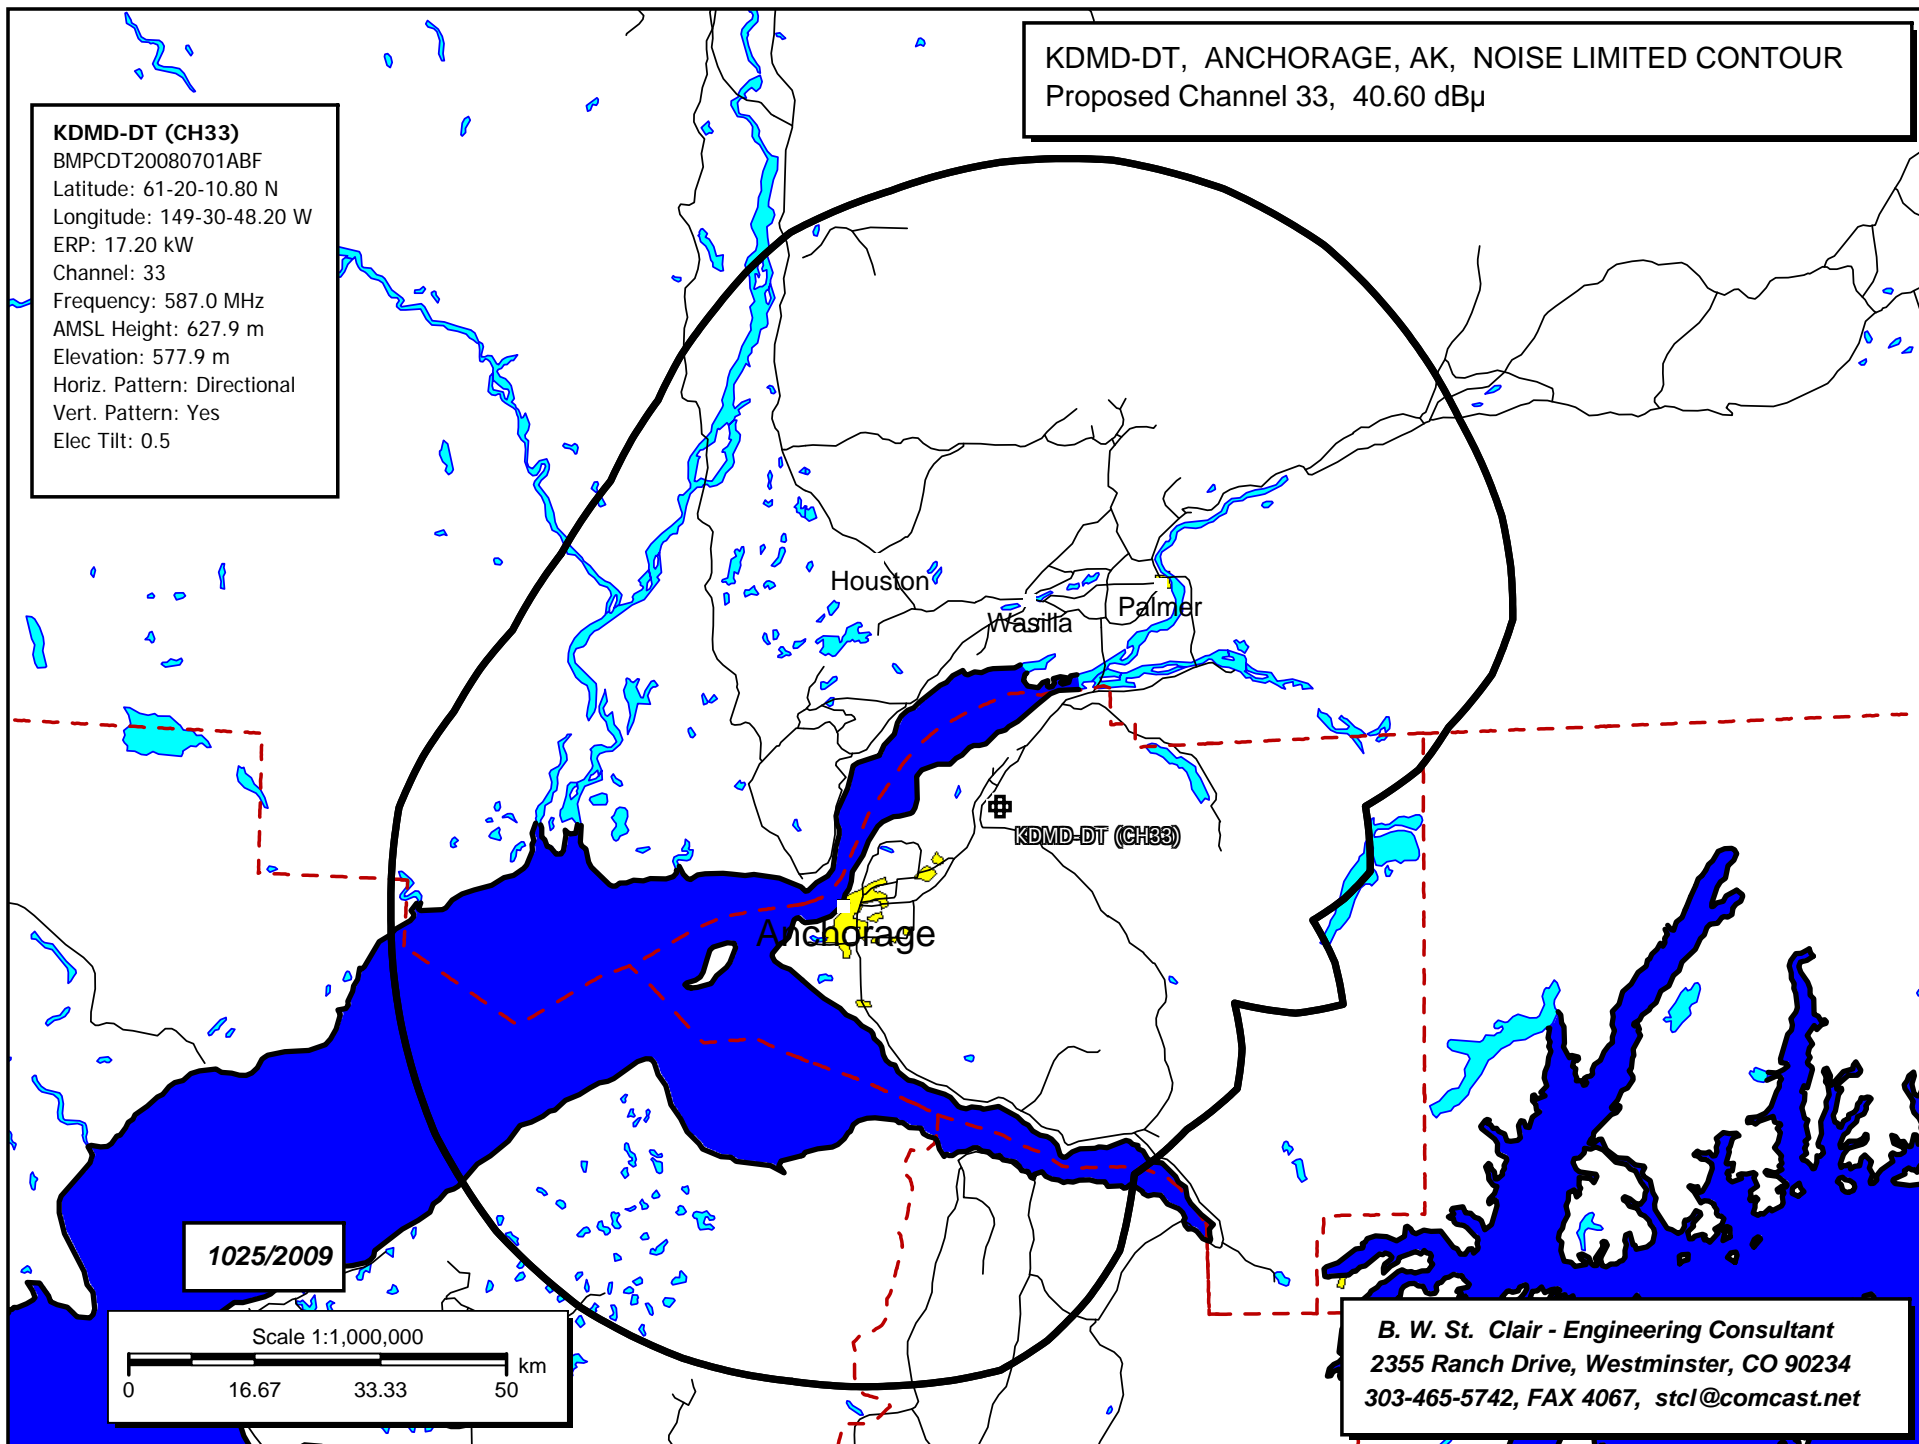 KDMD-DT, ANCHORAGE, AK, NOISE LIMITED CONTOUR
Proposed Channel 33, 40.60 dBµ
KDMD-DT (CH33)
BMPCDT20080701ABF
Latitude: 61-20-10.80 N
Longitude: 149-30-48.20 W
ERP: 17.20 kW
Channel: 33
Frequency: 587.0 MHz
AMSL Height: 627.9 m
Elevation: 577.9 m
Horiz. Pattern: Directional
Vert. Pattern: Yes
Elec Tilt: 0.5
Houston
Wasilla
Palmer
KDMD-DT (CH33)
Anchorage
1025/2009
Scale 1:1,000,000
km
0 16.67 33.33 50
B. W. St. Clair - Engineering Consultant
2355 Ranch Drive, Westminster, CO 90234
303-465-5742, FAX 4067, stcl@comcast.net